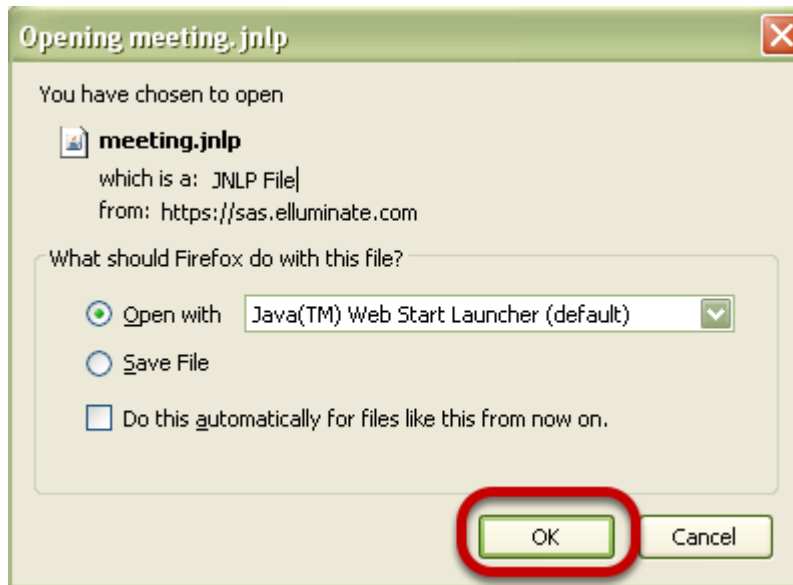 Opening meeting.jnlp
You have chosen to open
meeting.jnlp
which is a: JNLP File
from: https://sas.elluminate.com
What should Firefox do with this file?
Open with Java(TM) Web Start Launcher (default)
Save File
Do this automatically for files like this from now on.
OK Cancel